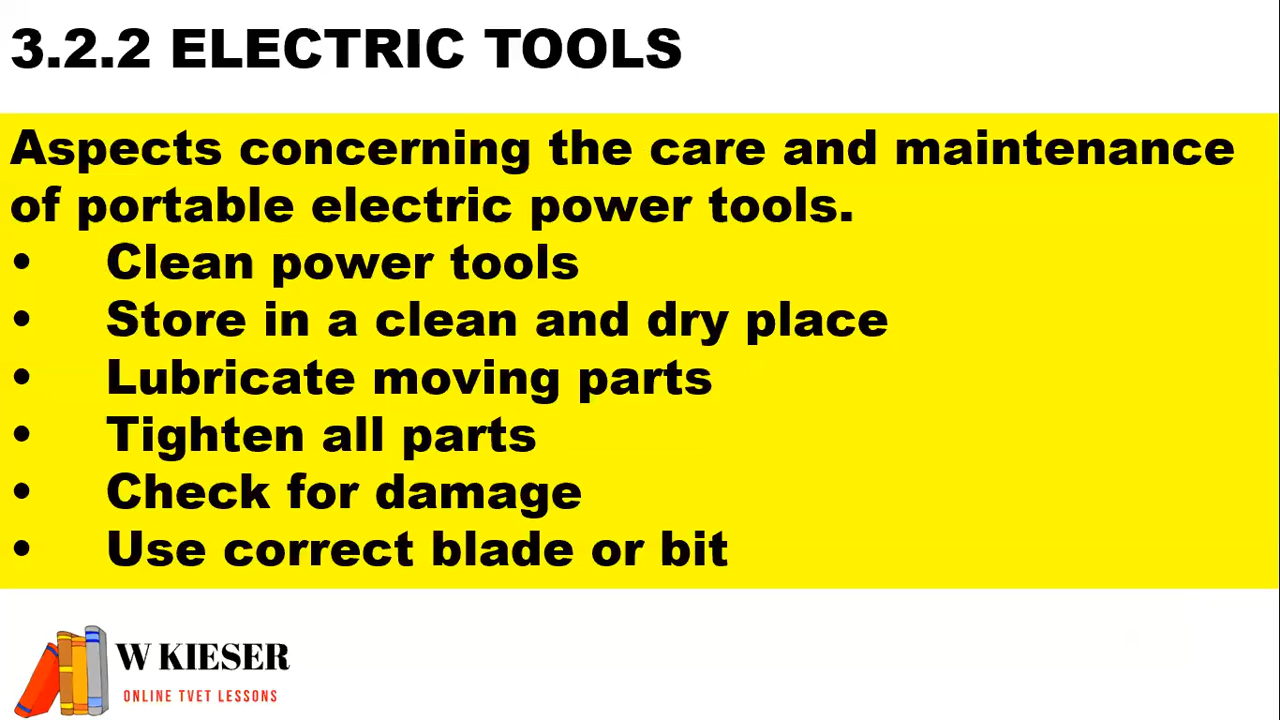 3.2.2 ELECTRIC TOOLS
Aspects concerning the care and maintenance
of portable electric power tools.
• Clean power tools
• Store in a clean and dry place
• Lubricate moving parts
• Tighten all parts
• Check for damage
• Use correct blade or bit
W KIESER
ONLINE TVET LESSONS